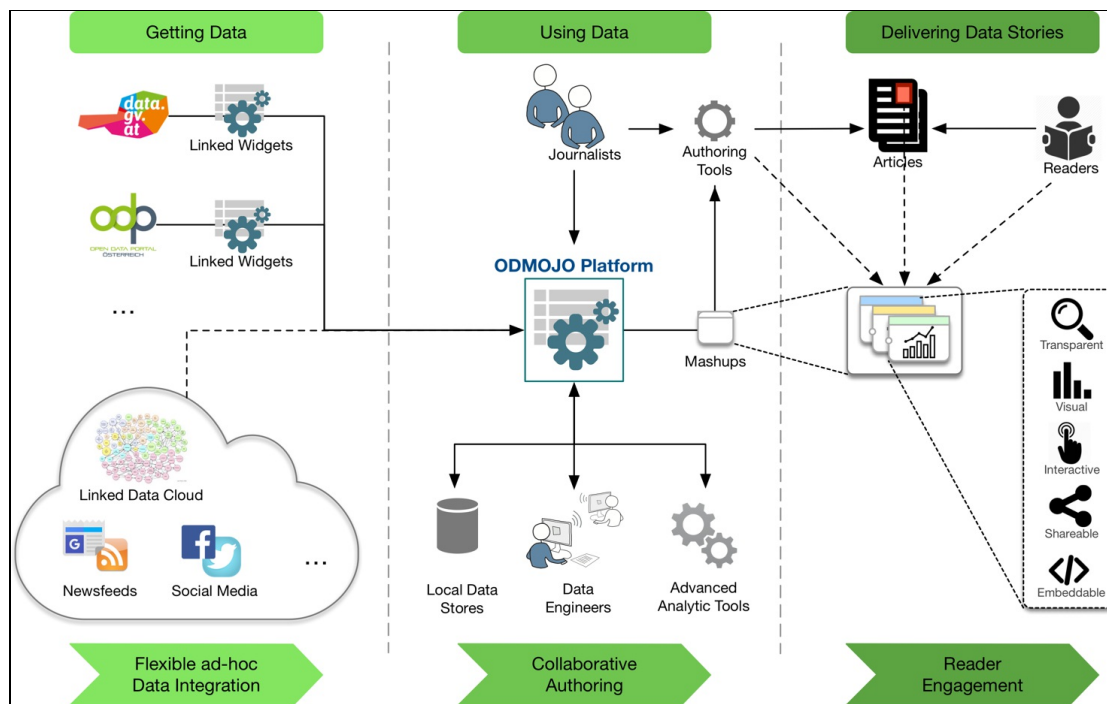 Getting Data
Using Data
Delivering Data Stories
data.
gv.
at
Linked Widgets
Journalists
Authoring
Tools
Articles
Readers
odp
OPEN DATA PORTAL
ÖSTERREICH
Linked Widgets
...
ODMOJO Platform
Mashups
Transparent
Visual
Interactive
Shareable
Embeddable
Linked Data Cloud
G
Newsfeeds
f
Social Media
...
Local Data
Stores
Data
Engineers
Advanced
Analytic Tools
Flexible ad-hoc
Data Integration
Collaborative
Authoring
Reader
Engagement